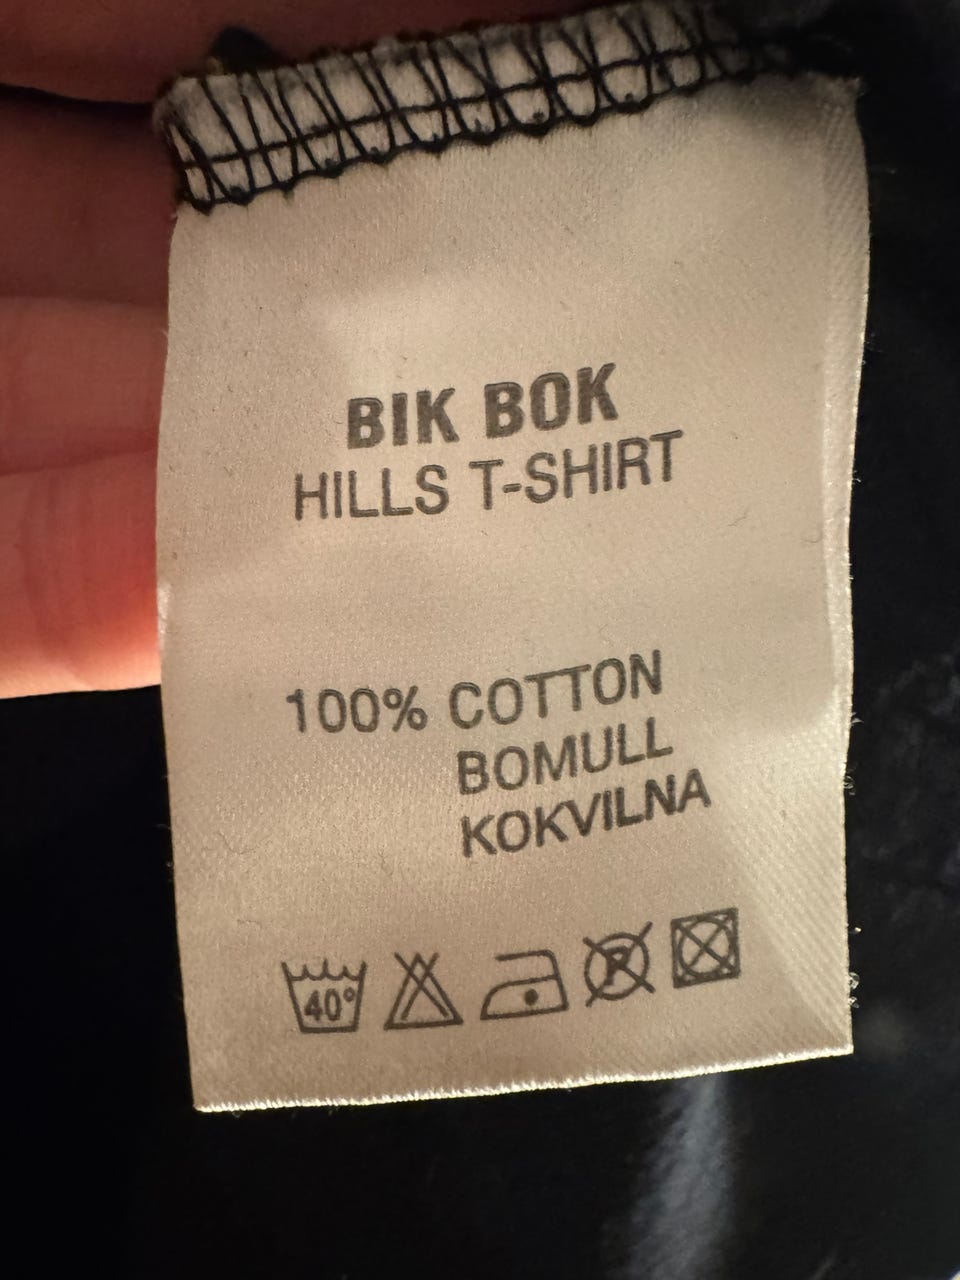 BIK BOK
HILLS T-SHIRT
100% COTTON
BOMULL
KOKVILNA
40°
P